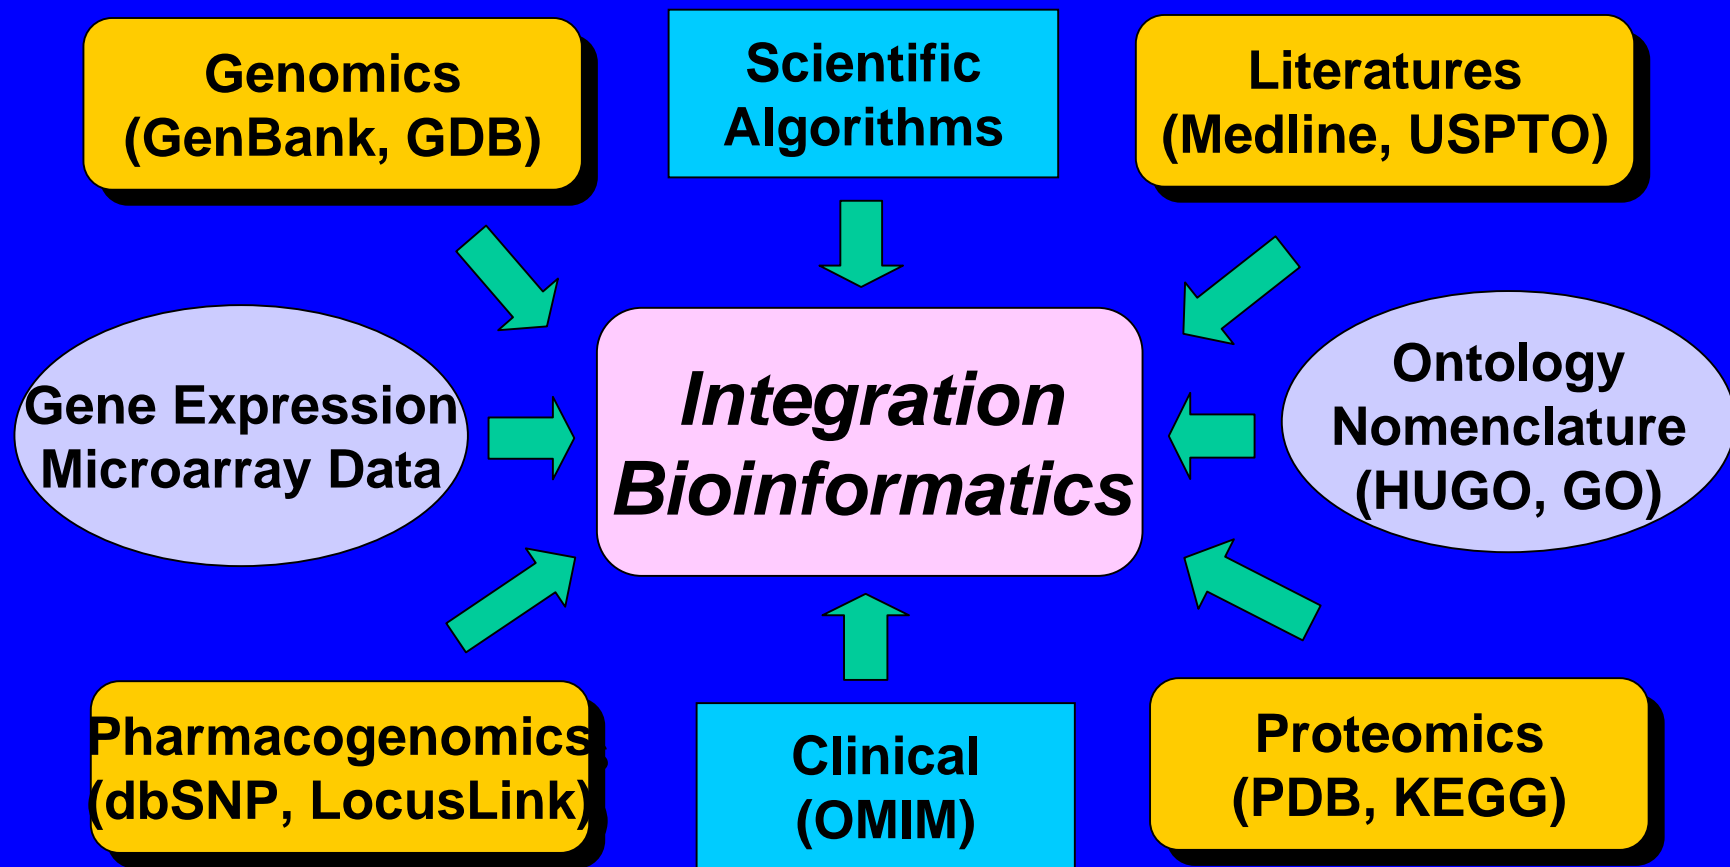 Genomics
(GenBank, GDB)
Scientific
Algorithms
Literatures
(Medline, USPTO)
Gene Expression
Microarray Data
Integration
Bioinformatics
Ontology
Nomenclature
(HUGO, GO)
Pharmacogenomics
(dbSNP, LocusLink)
Clinical
(OMIM)
Proteomics
(PDB, KEGG)